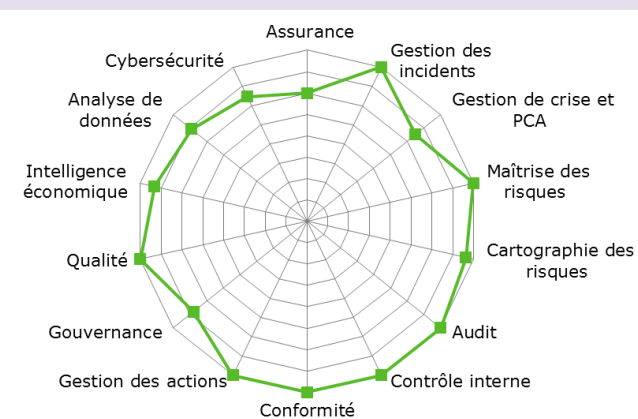 Assurance
Gestion des
incidents
Gestion de crise et
PCA
Maîtrise des
risques
Cartographie des
risques
Audit
Contrôle interne
Conformité
Gestion des actions
Gouvernance
Qualité
Intelligence
économique
Analyse de
données
Cybersécurité